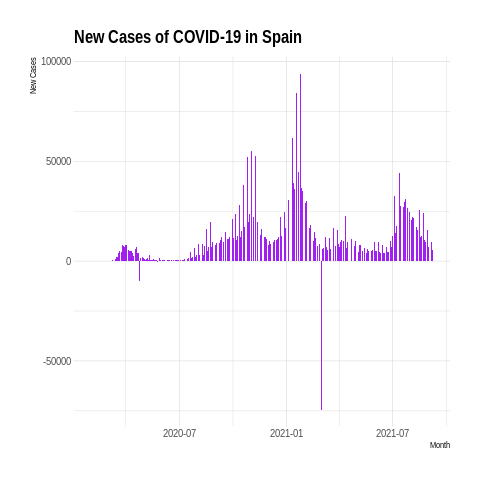 New Cases of COVID-19 in Spain
New Cases
100000
50000
0
-50000
2020-07 2021-01 2021-07
Month